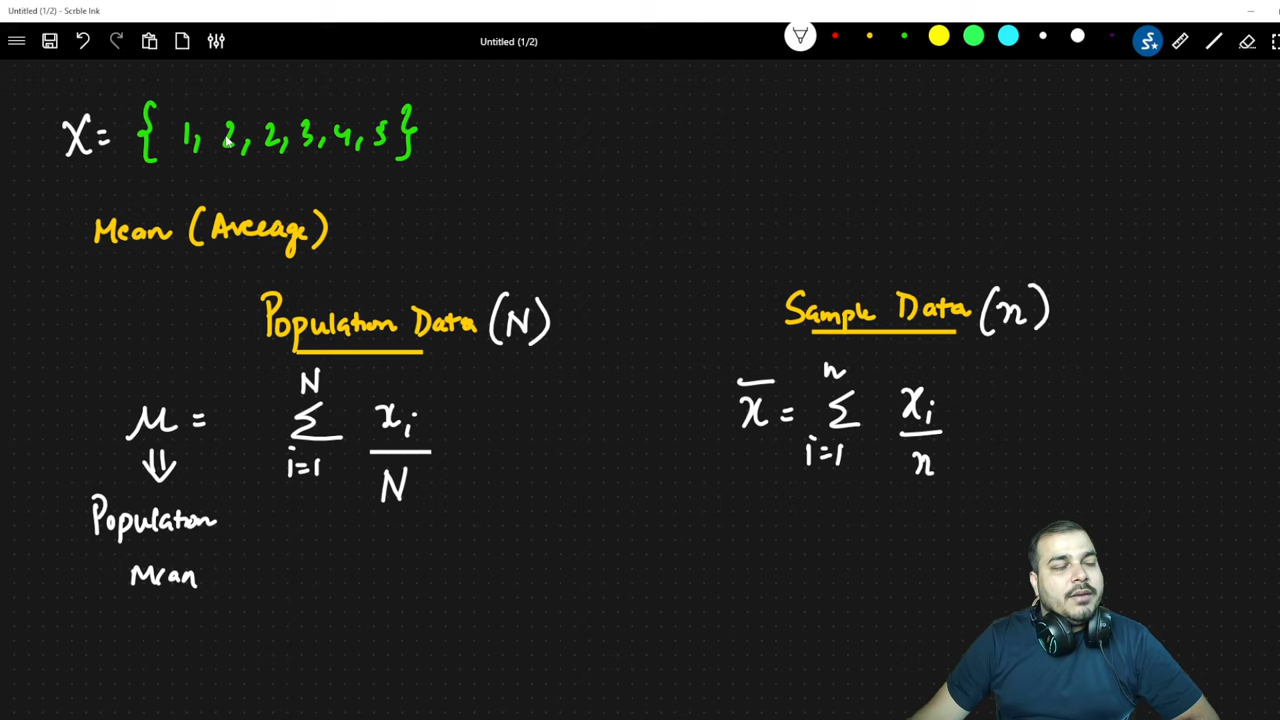 Untitled (1/2) - Scrble Ink
Untitled (1/2)
X = { 1, 2, 2, 3, 4, 5 }
Mean (Average)
Population Data (N)
Sample Data (n)
μ = N Σ i=1 xi / N
x̄ = n Σ i=1 xi / n
⇓
Population
Mean